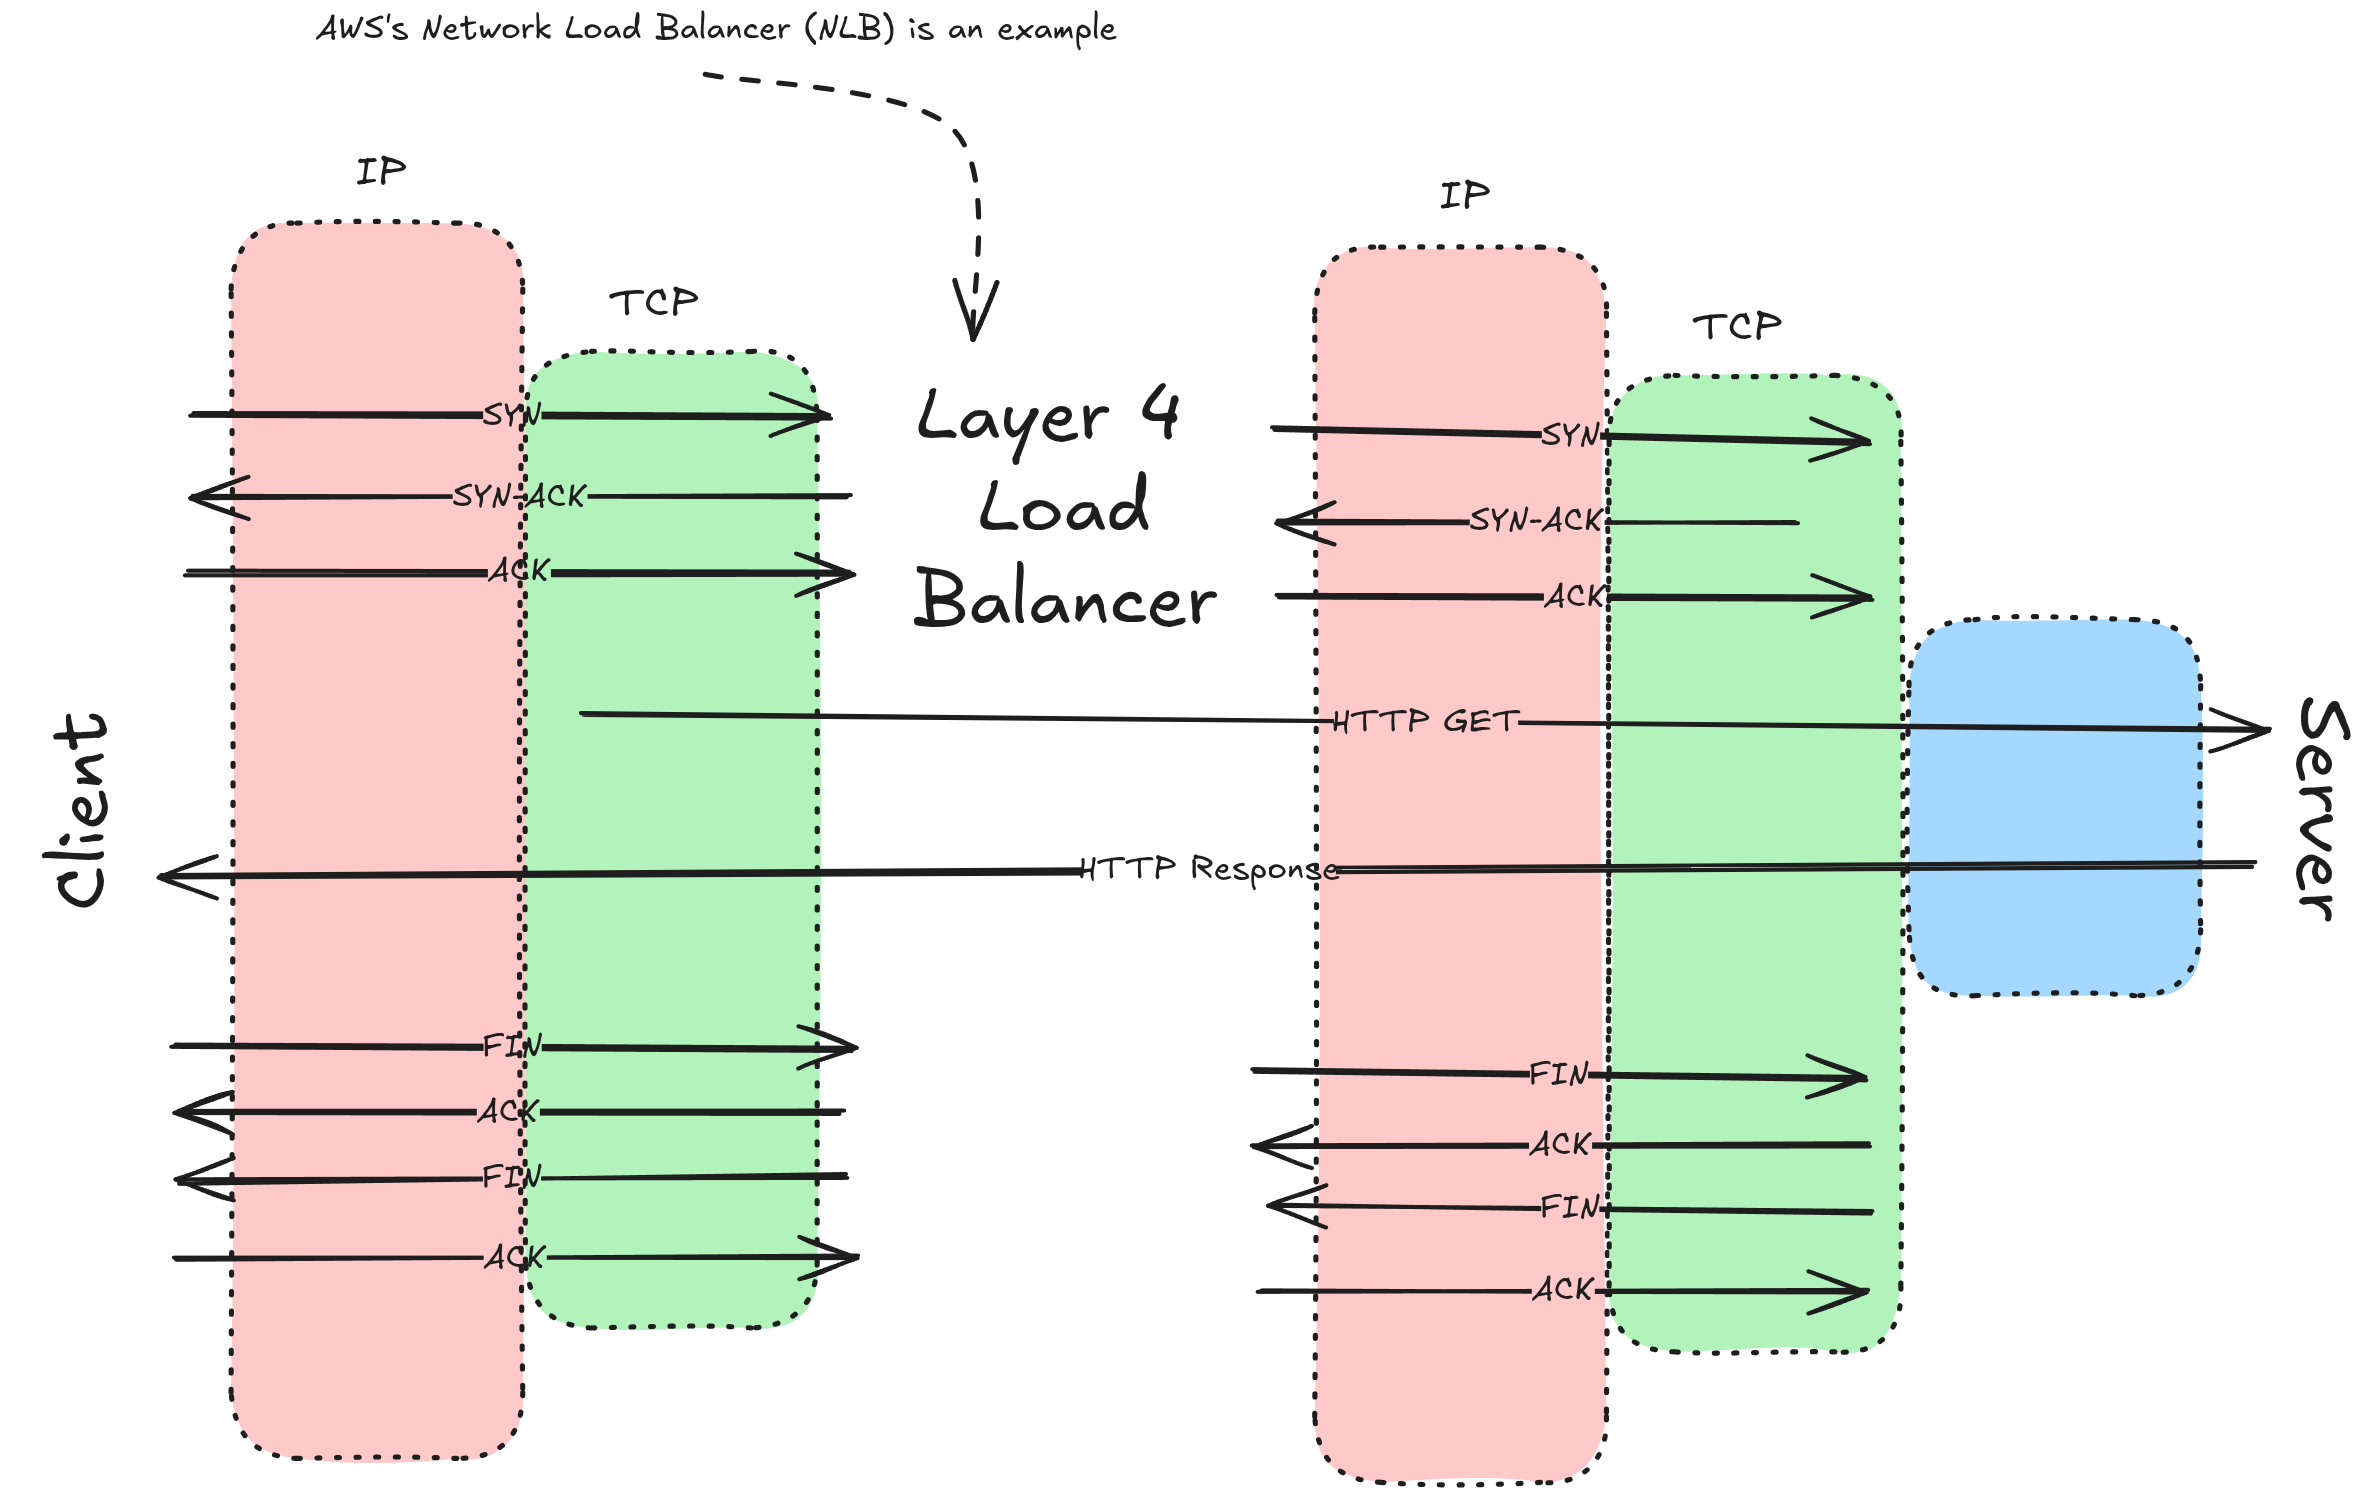 AWS's Network Load Balancer (NLB) is an example
IP
IP
TCP
TCP
Layer 4
Load
Balancer
SYN
SYN-ACK
ACK
SYN
SYN-ACK
ACK
HTTP GET
HTTP Response
Client
Server
FIN
ACK
FIN
ACK
FIN
ACK
FIN
ACK